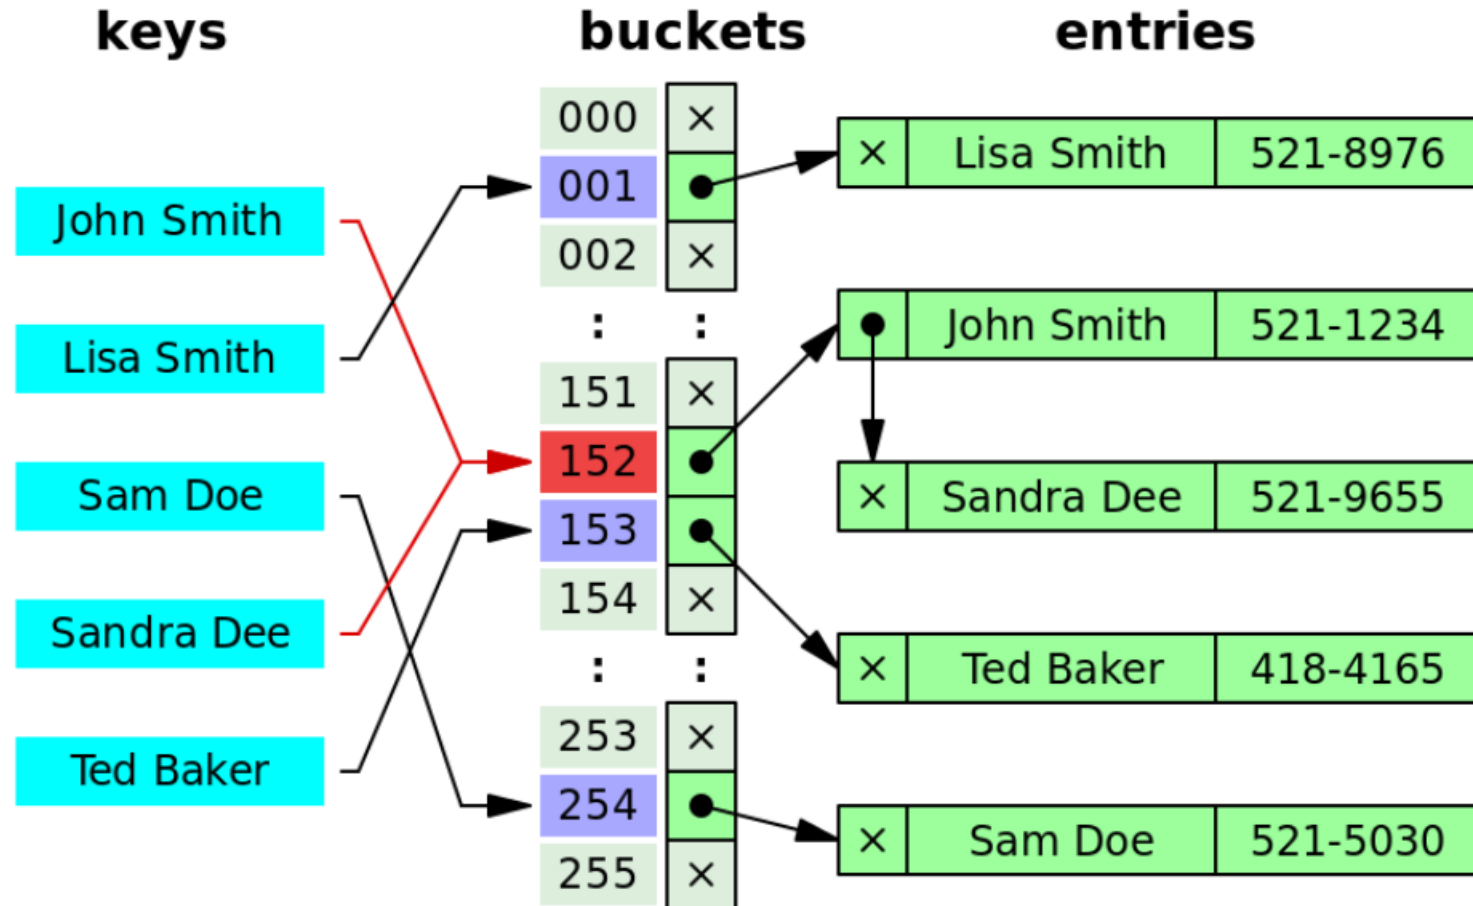 keys buckets entries
000 ×
× Lisa Smith 521-8976
001
John Smith
002 ×
: :
× John Smith 521-1234
Lisa Smith
151 ×
152
Sam Doe
× Sandra Dee 521-9655
153
154 ×
Sandra Dee
: :
× Ted Baker 418-4165
253 ×
Ted Baker
254
× Sam Doe 521-5030
255 ×